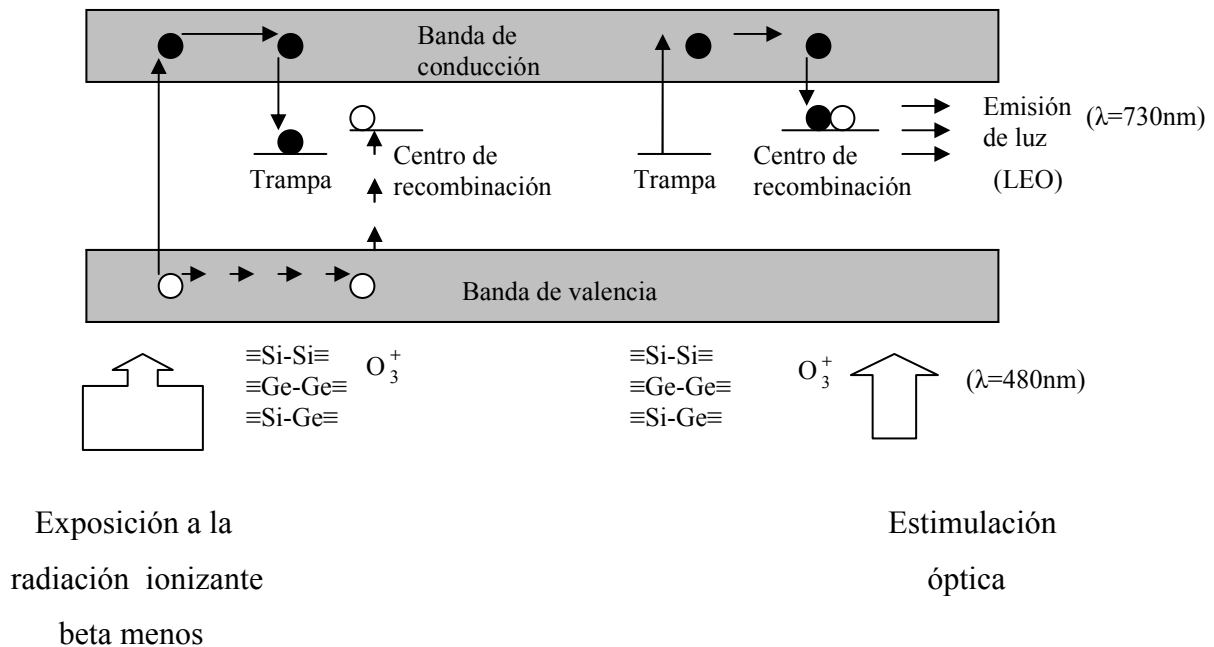 Banda de
conducción
Trampa
Centro de
recombinación
Trampa
Centro de
recombinación
Emisión
de luz
(λ=730nm)
(LEO)
Banda de valencia
≡Si-Si≡
≡Ge-Ge≡
≡Si-Ge≡
O₃⁺
≡Si-Si≡
≡Ge-Ge≡
≡Si-Ge≡
O₃⁺
(λ=480nm)
Exposición a la
radiación ionizante
beta menos
Estimulación
óptica